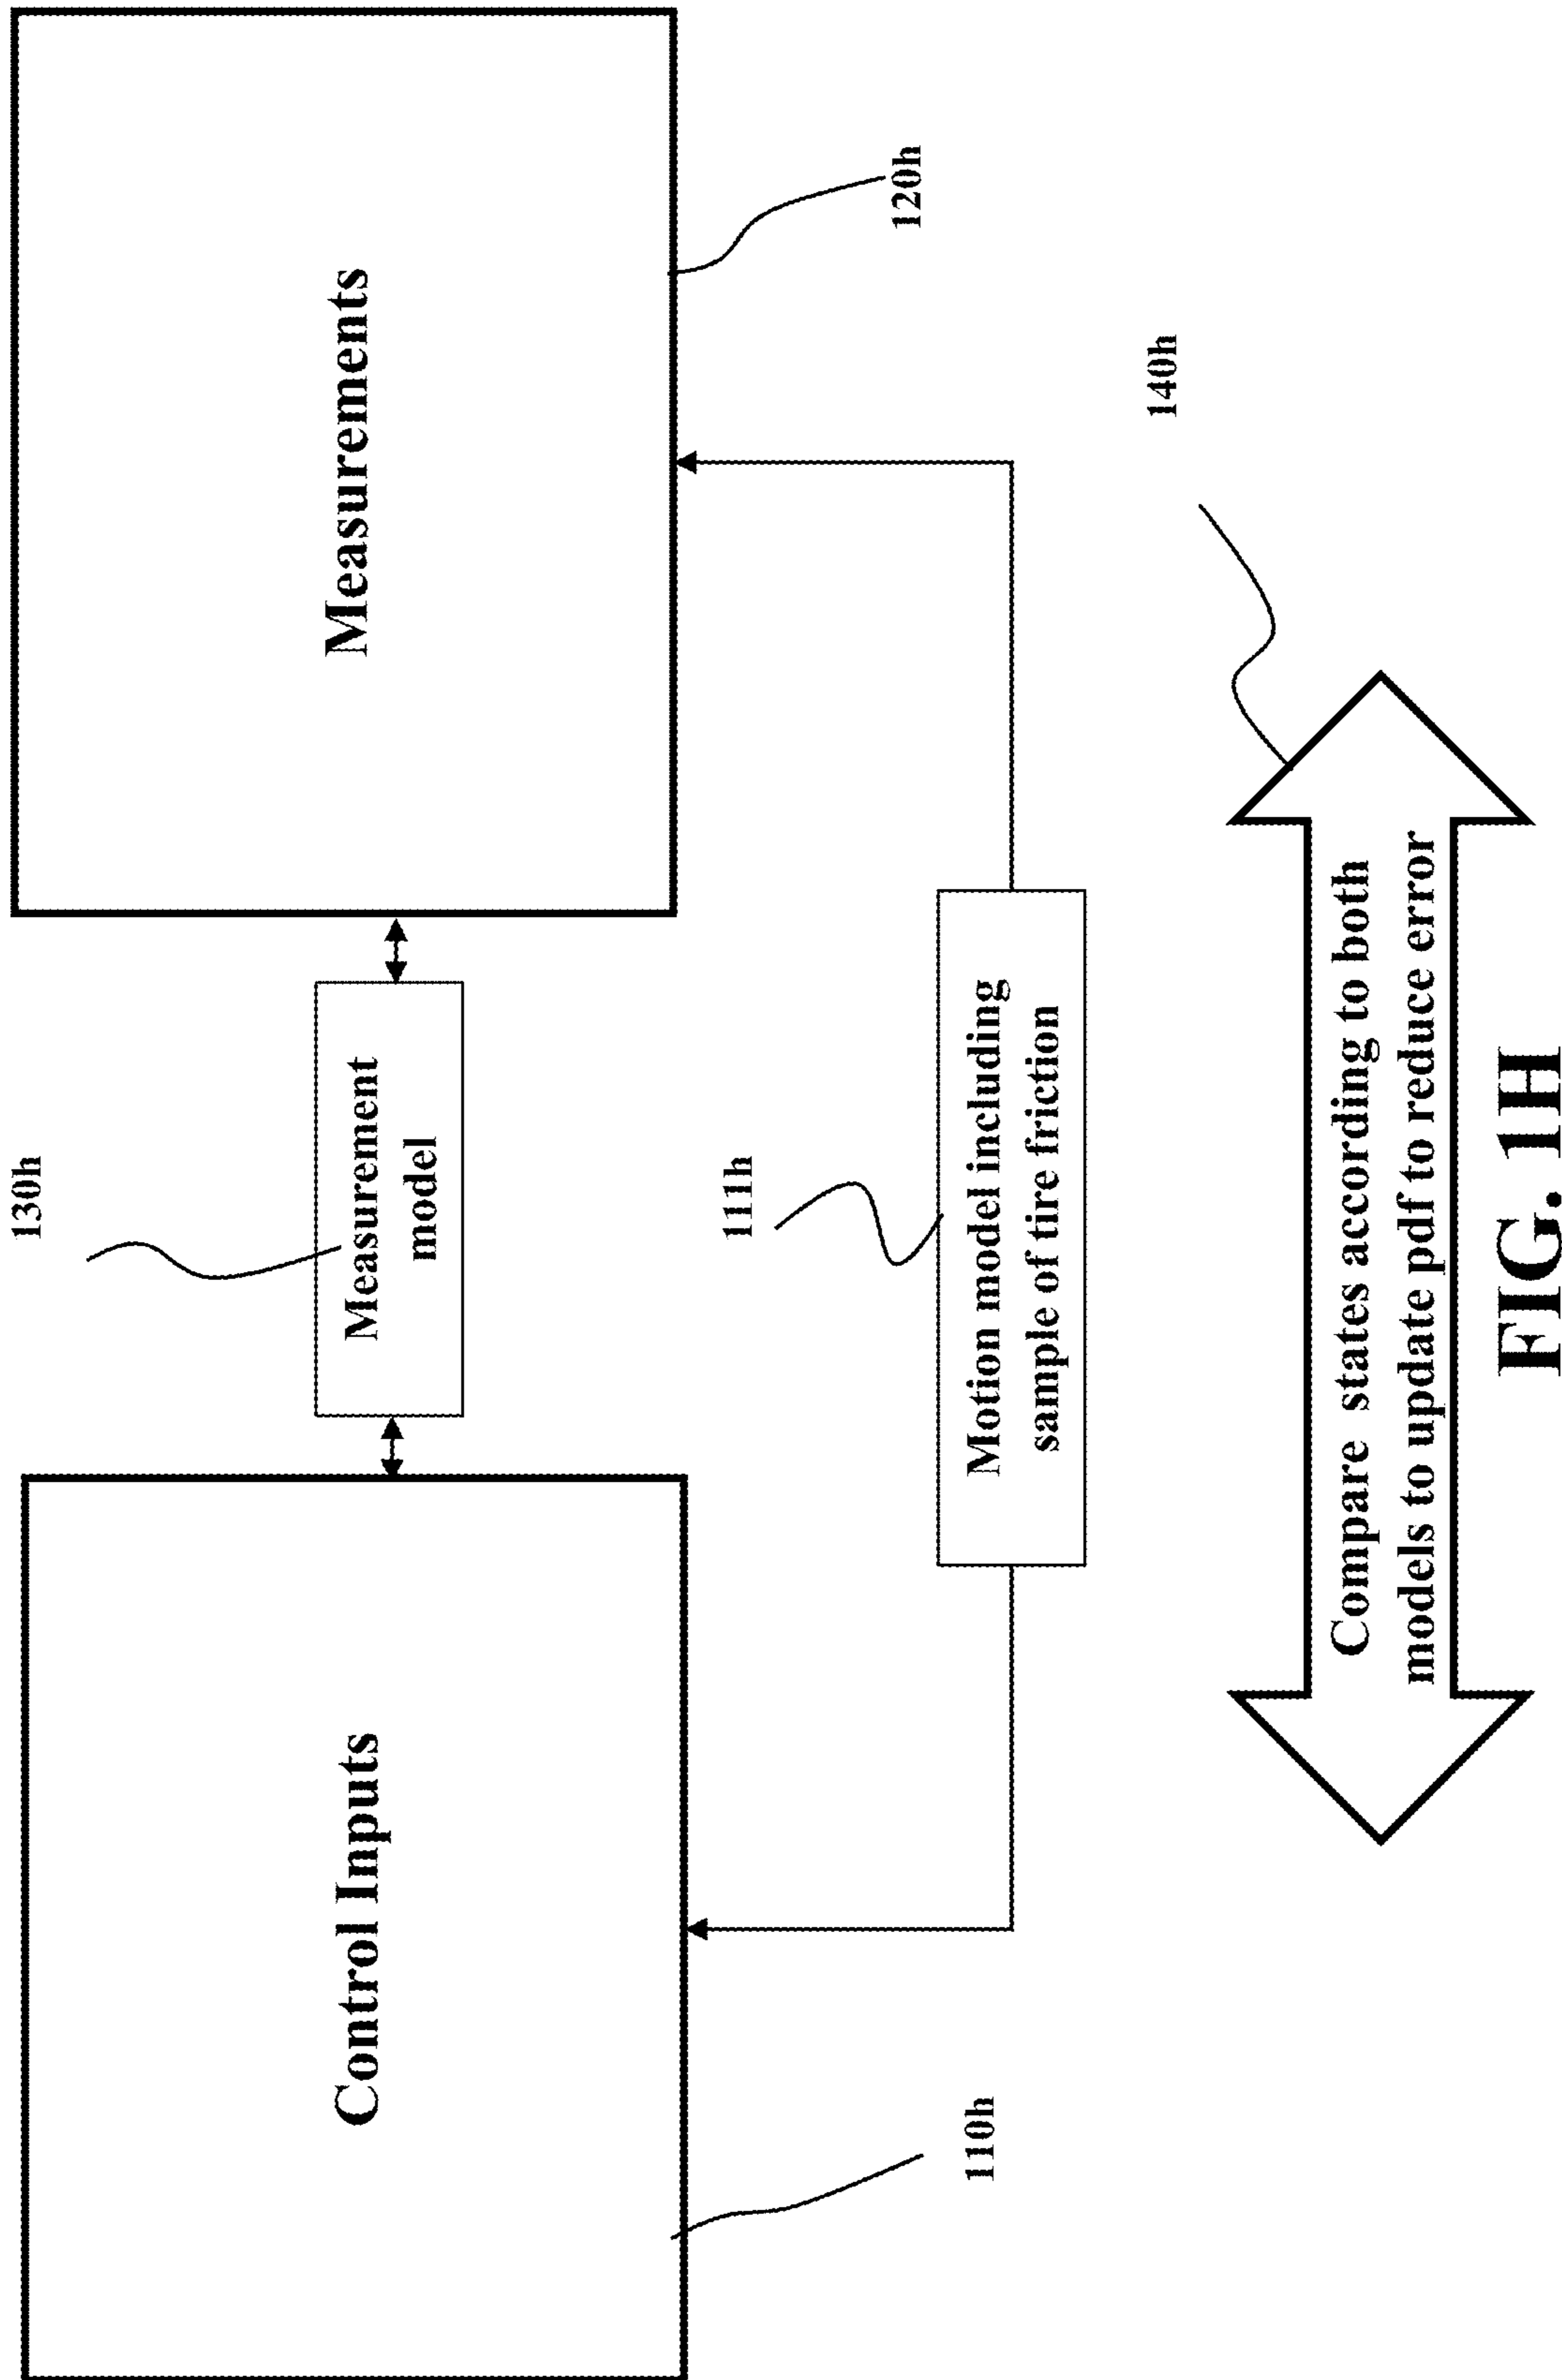 130h
Control Inputs
Measurement
model
Measurements
110h
111h
120h
Motion model including
sample of tire friction
140h
Compare states according to both
models to update pdf to reduce error
FIG. 1H